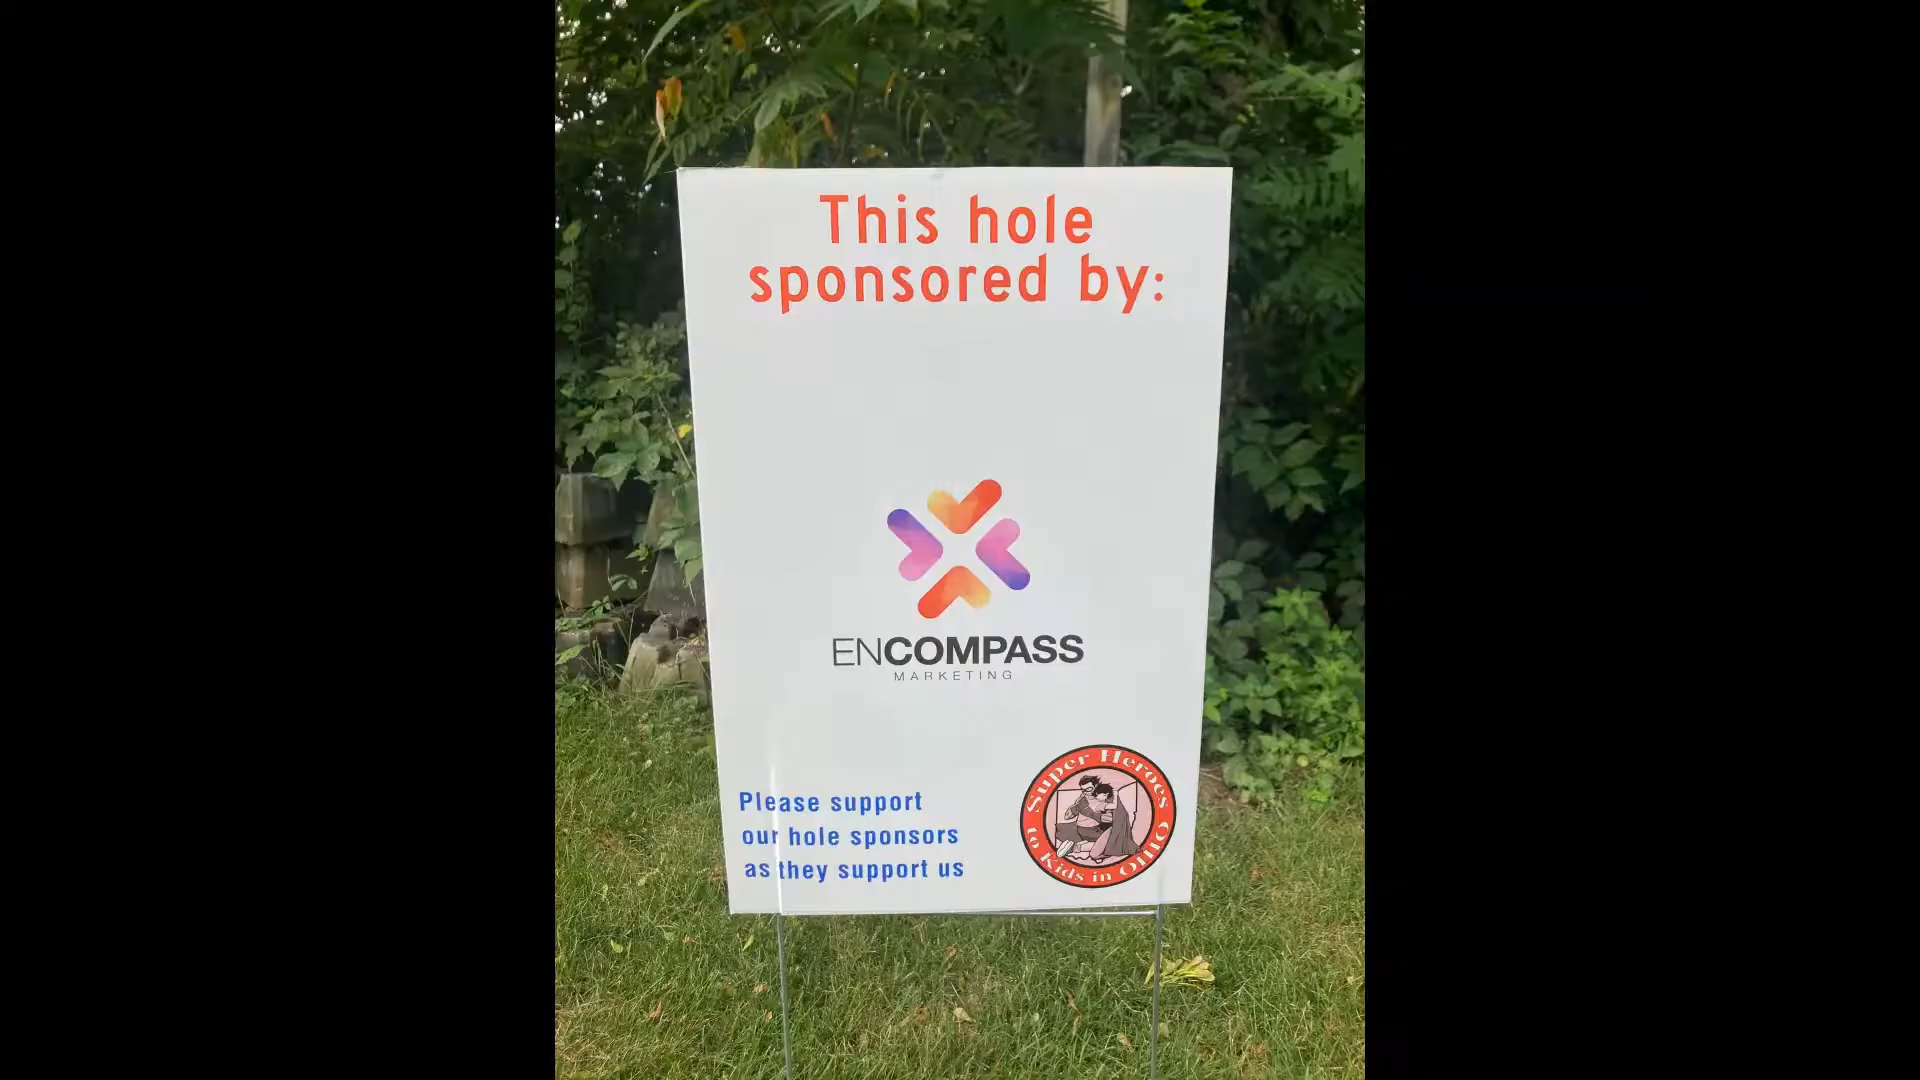 This hole
sponsored by:
ENCOMPASS
MARKETING
Please support
our hole sponsors
as they support us
Super Heroes
to Kids in OHIO